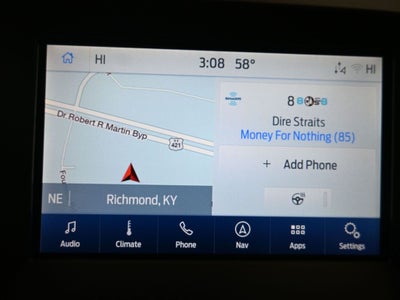 HI 3:08 58° HI
Dr Robert R Martin Byp
421
8
Dire Straits
Money For Nothing (85)
+ Add Phone
NE Richmond, KY
Audio Climate Phone Nav Apps Settings